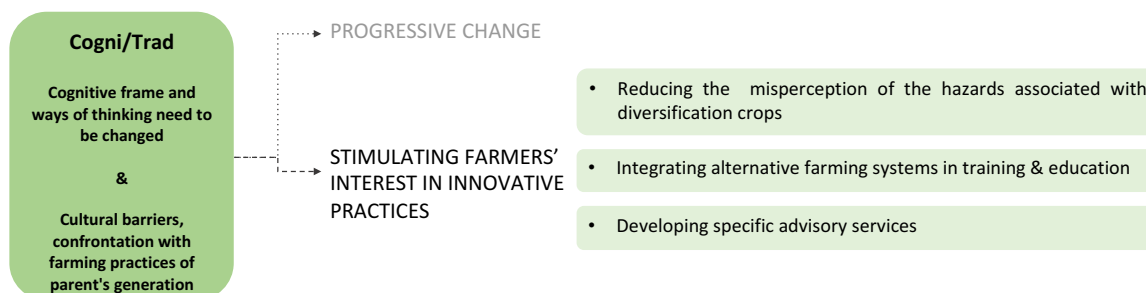 Cogni/Trad
Cognitive frame and
ways of thinking need to
be changed
&
Cultural barriers,
confrontation with
farming practices of
parent's generation
PROGRESSIVE CHANGE
STIMULATING FARMERS'
INTEREST IN INNOVATIVE
PRACTICES
• Reducing the misperception of the hazards associated with
diversification crops
• Integrating alternative farming systems in training & education
• Developing specific advisory services